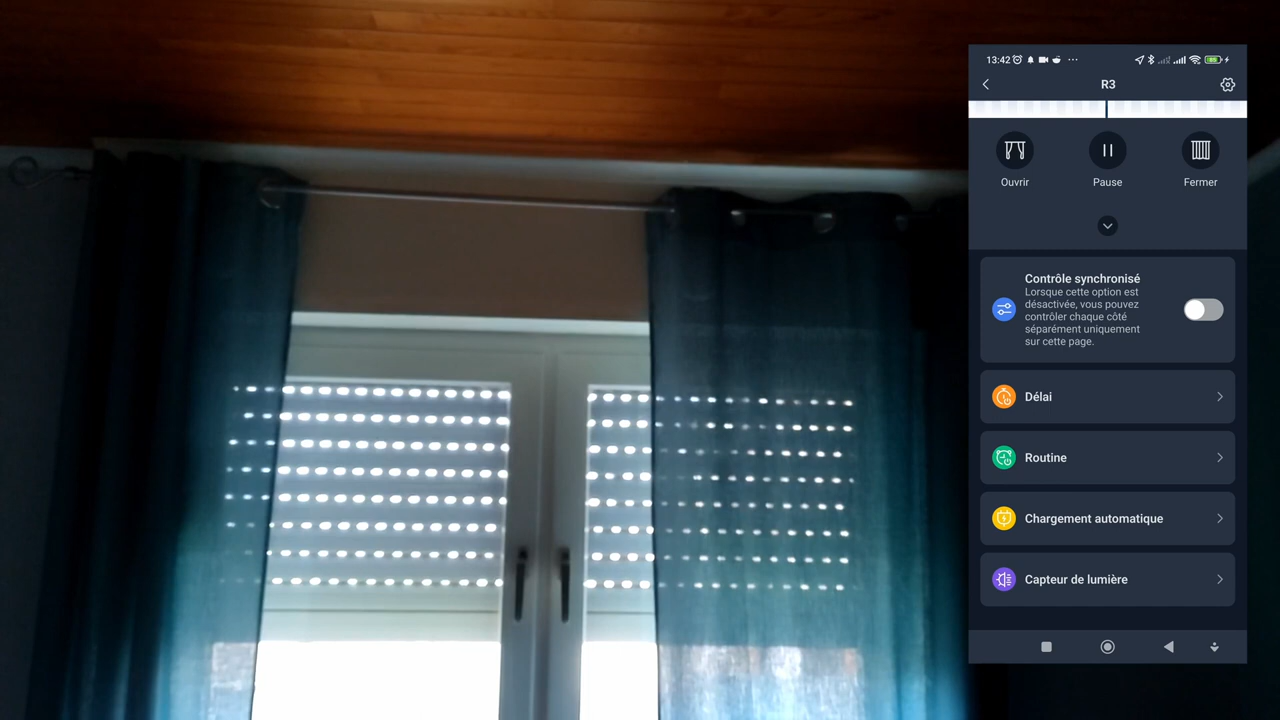 13:42
R3
Ouvrir
Pause
Fermer
Contrôle synchronisé
Lorsque cette option est
désactivée, vous pouvez
contrôler chaque côté
séparément uniquement
sur cette page.
Délai
Routine
Chargement automatique
Capteur de lumière